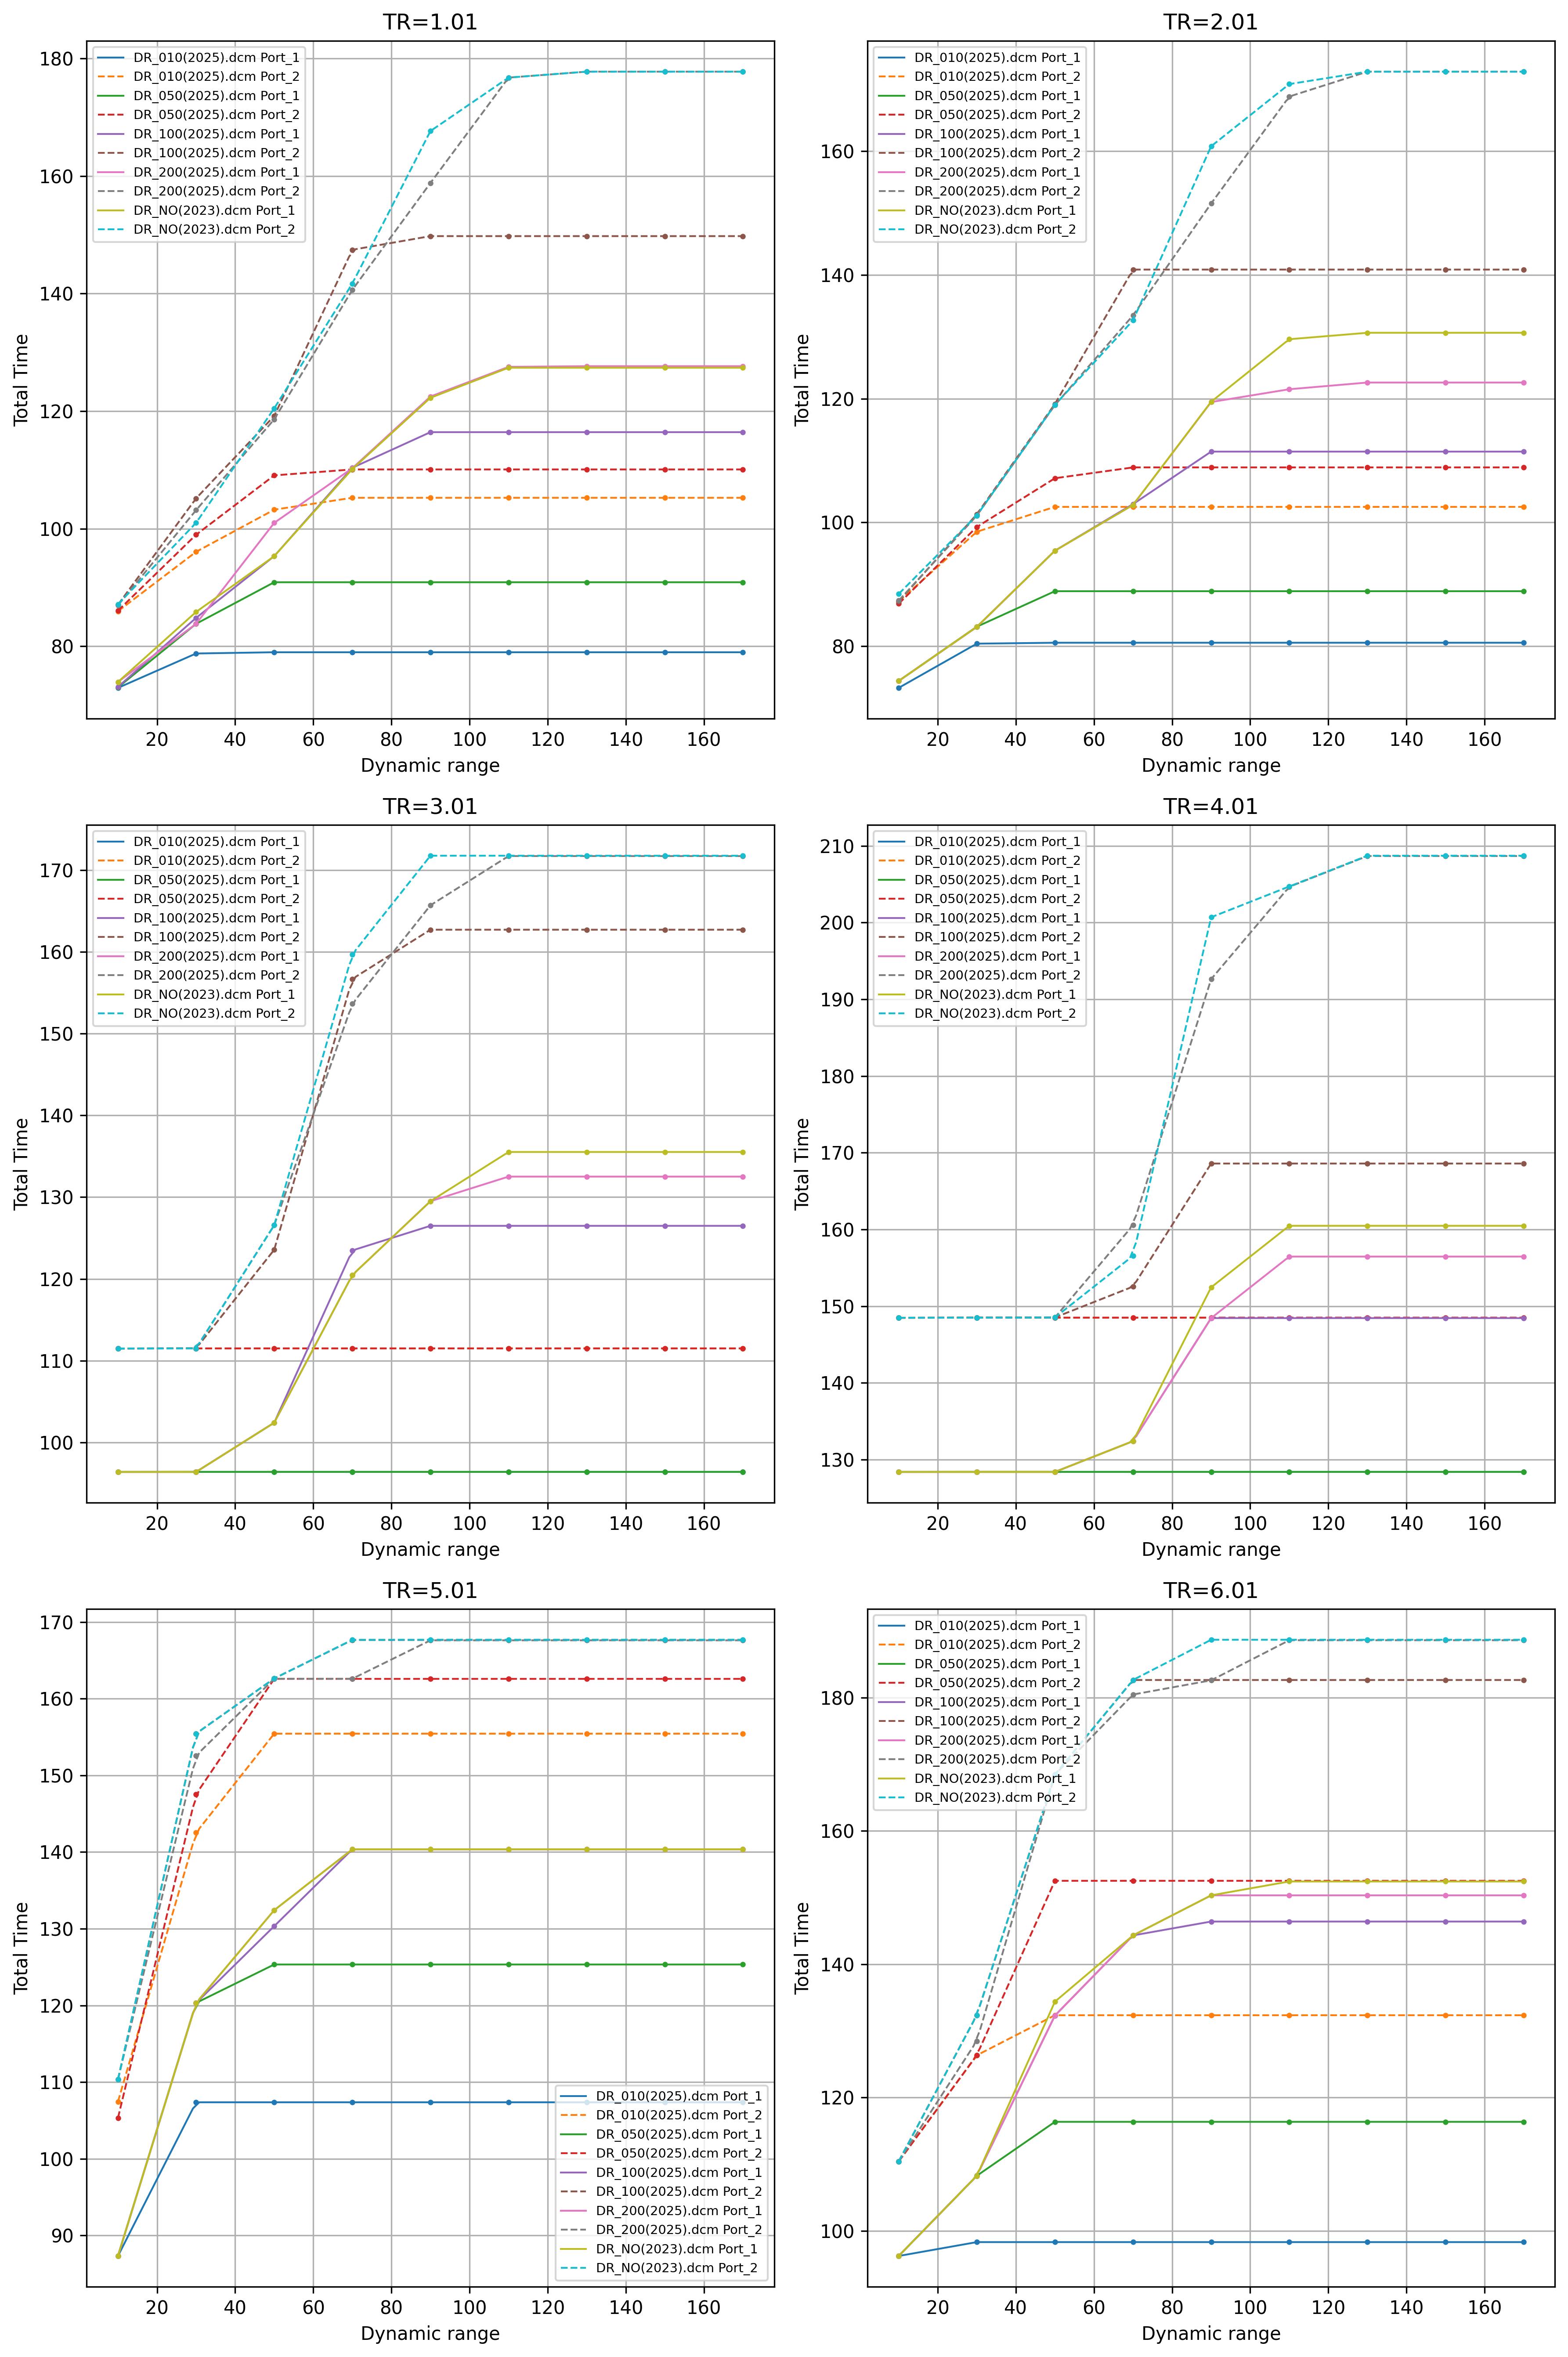 TR=1.01
180
160
140
120
100
80
Total Time
DR_010(2025).dcm Port_1
DR_010(2025).dcm Port_2
DR_050(2025).dcm Port_1
DR_050(2025).dcm Port_2
DR_100(2025).dcm Port_1
DR_100(2025).dcm Port_2
DR_200(2025).dcm Port_1
DR_200(2025).dcm Port_2
DR_NO(2023).dcm Port_1
DR_NO(2023).dcm Port_2
20 40 60 80 100 120 140 160
Dynamic range
TR=2.01
160
140
120
100
80
Total Time
DR_010(2025).dcm Port_1
DR_010(2025).dcm Port_2
DR_050(2025).dcm Port_1
DR_050(2025).dcm Port_2
DR_100(2025).dcm Port_1
DR_100(2025).dcm Port_2
DR_200(2025).dcm Port_1
DR_200(2025).dcm Port_2
DR_NO(2023).dcm Port_1
DR_NO(2023).dcm Port_2
20 40 60 80 100 120 140 160
Dynamic range
TR=3.01
170
160
150
140
130
120
110
100
Total Time
DR_010(2025).dcm Port_1
DR_010(2025).dcm Port_2
DR_050(2025).dcm Port_1
DR_050(2025).dcm Port_2
DR_100(2025).dcm Port_1
DR_100(2025).dcm Port_2
DR_200(2025).dcm Port_1
DR_200(2025).dcm Port_2
DR_NO(2023).dcm Port_1
DR_NO(2023).dcm Port_2
20 40 60 80 100 120 140 160
Dynamic range
TR=4.01
210
200
190
180
170
160
150
140
130
Total Time
DR_010(2025).dcm Port_1
DR_010(2025).dcm Port_2
DR_050(2025).dcm Port_1
DR_050(2025).dcm Port_2
DR_100(2025).dcm Port_1
DR_100(2025).dcm Port_2
DR_200(2025).dcm Port_1
DR_200(2025).dcm Port_2
DR_NO(2023).dcm Port_1
DR_NO(2023).dcm Port_2
20 40 60 80 100 120 140 160
Dynamic range
TR=5.01
170
160
150
140
130
120
110
100
90
Total Time
DR_010(2025).dcm Port_1
DR_010(2025).dcm Port_2
DR_050(2025).dcm Port_1
DR_050(2025).dcm Port_2
DR_100(2025).dcm Port_1
DR_100(2025).dcm Port_2
DR_200(2025).dcm Port_1
DR_200(2025).dcm Port_2
DR_NO(2023).dcm Port_1
DR_NO(2023).dcm Port_2
20 40 60 80 100 120 140 160
Dynamic range
TR=6.01
180
160
140
120
100
Total Time
DR_010(2025).dcm Port_1
DR_010(2025).dcm Port_2
DR_050(2025).dcm Port_1
DR_050(2025).dcm Port_2
DR_100(2025).dcm Port_1
DR_100(2025).dcm Port_2
DR_200(2025).dcm Port_1
DR_200(2025).dcm Port_2
DR_NO(2023).dcm Port_1
DR_NO(2023).dcm Port_2
20 40 60 80 100 120 140 160
Dynamic range